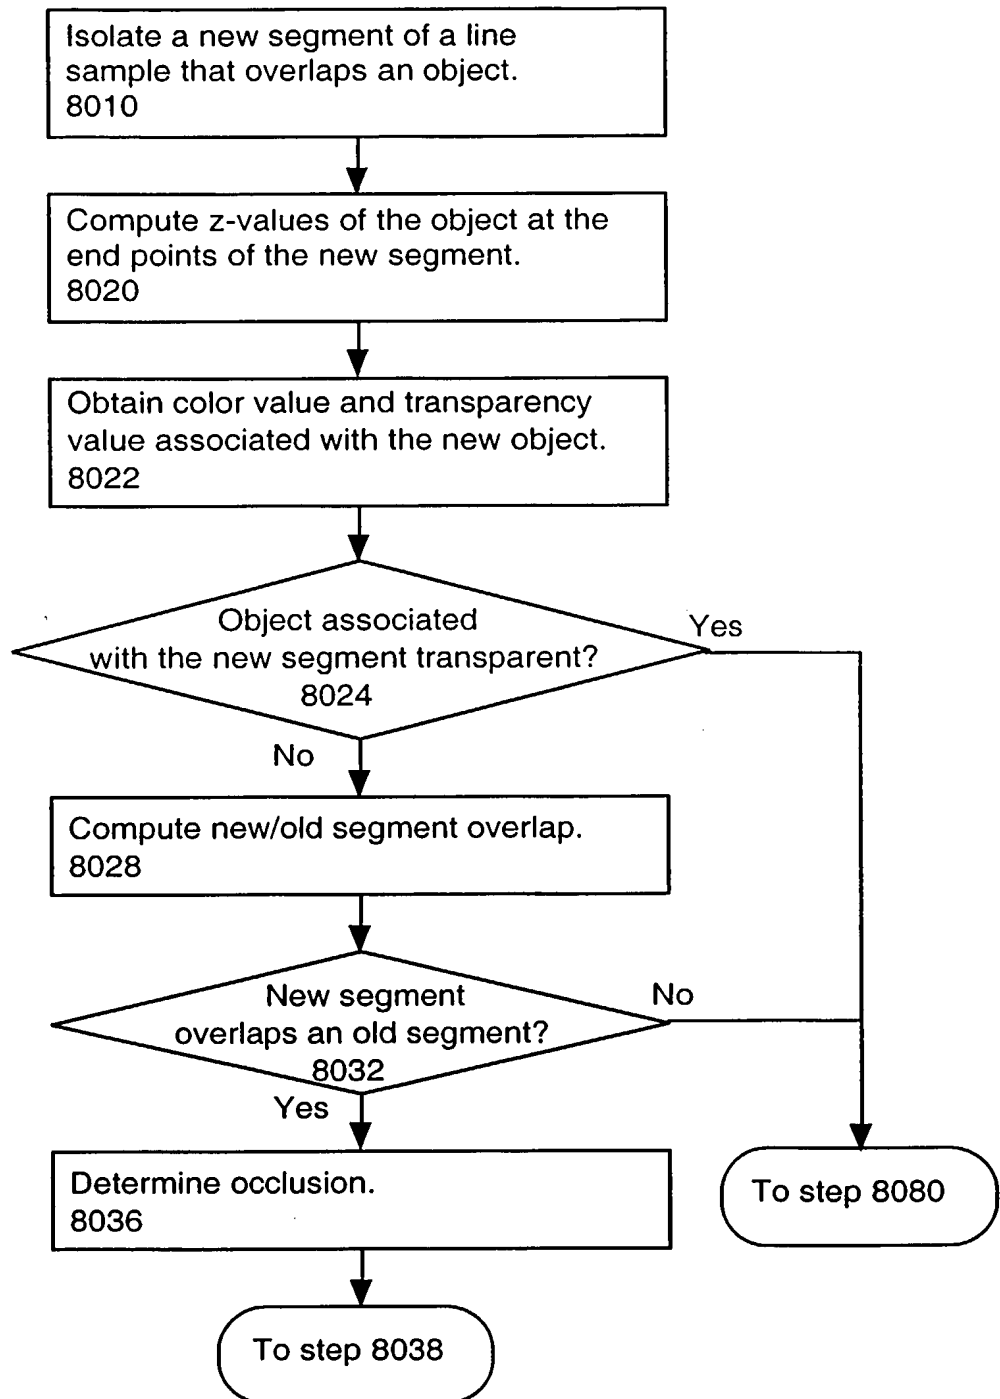 Isolate a new segment of a line
sample that overlaps an object.
8010
Compute z-values of the object at the
end points of the new segment.
8020
Obtain color value and transparency
value associated with the new object.
8022
Object associated
with the new segment transparent?
8024
Yes
No
Compute new/old segment overlap.
8028
New segment
overlaps an old segment?
8032
No
Yes
Determine occlusion.
8036
To step 8080
To step 8038